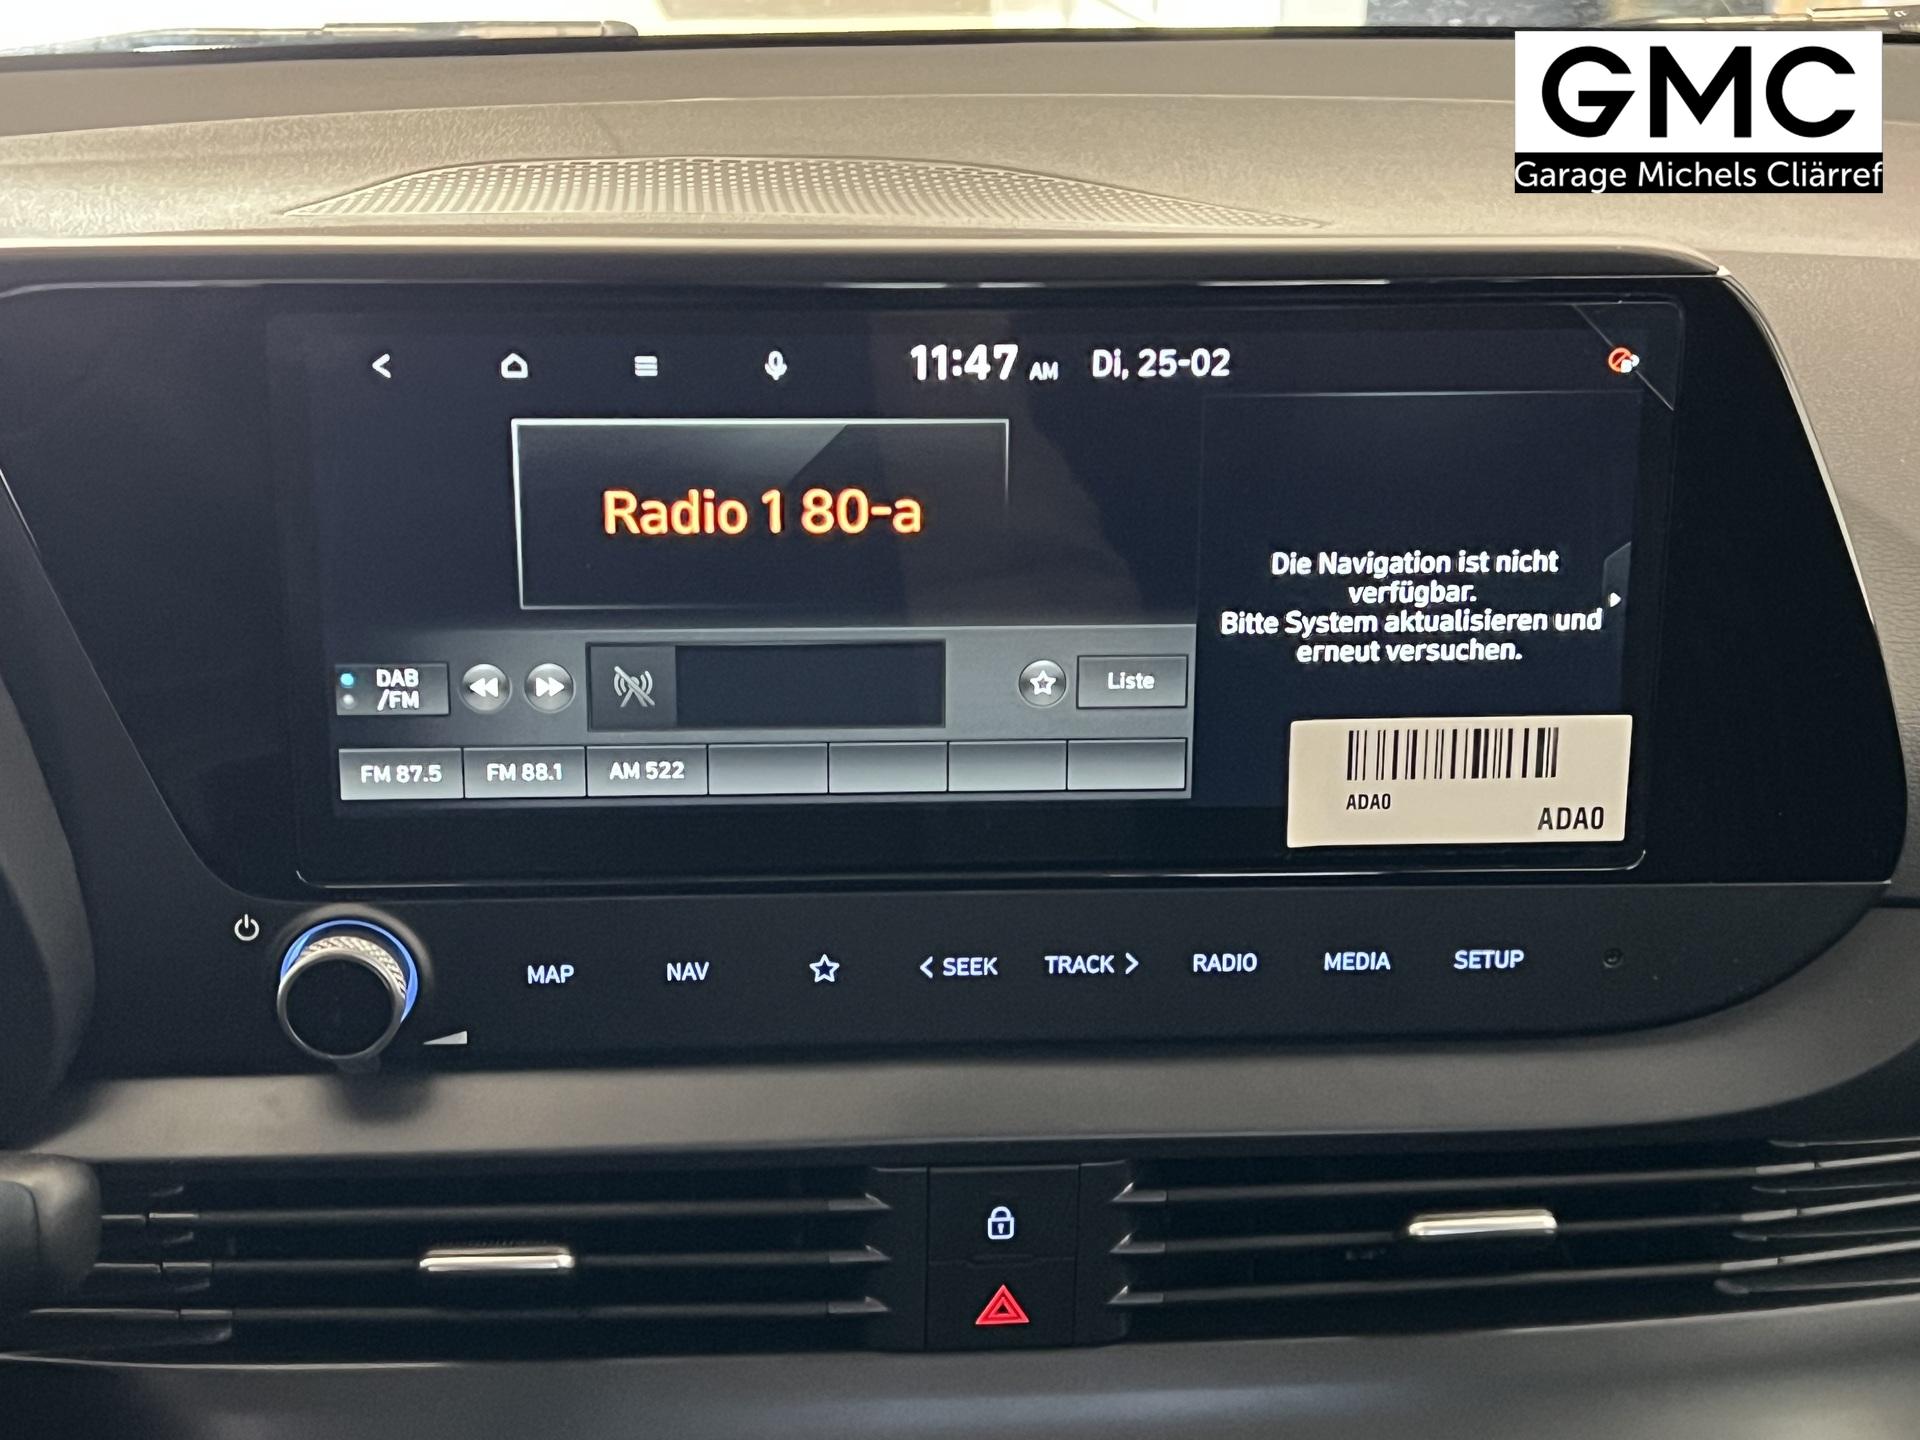 GMC
Garage Michels Cliärref
11:47 AM Di, 25-02
Radio 1 80-a
Die Navigation ist nicht
verfügbar.
Bitte System aktualisieren und
erneut versuchen.
DAB
/FM
Liste
FM 87.5 FM 88.1 AM 522
ADA0
ADA0
MAP NAV < SEEK TRACK > RADIO MEDIA SETUP